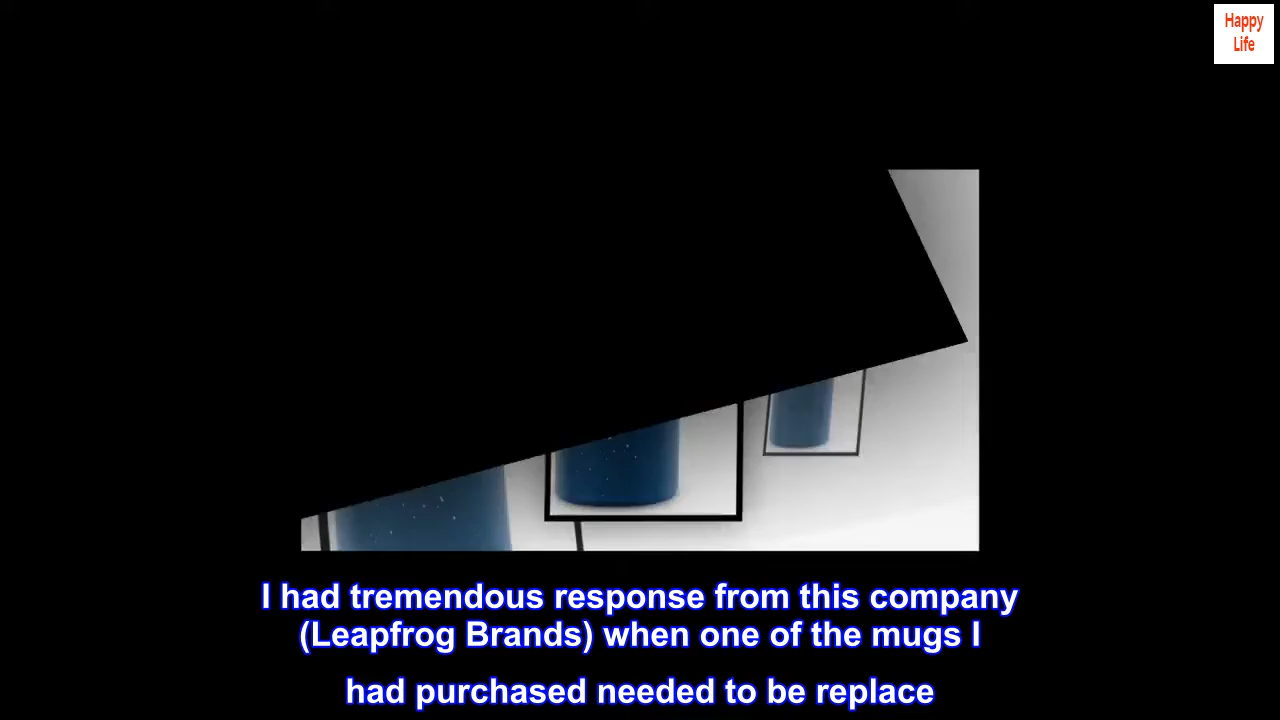 Happy
Life
I had tremendous response from this company
(Leapfrog Brands) when one of the mugs I
had purchased needed to be replace